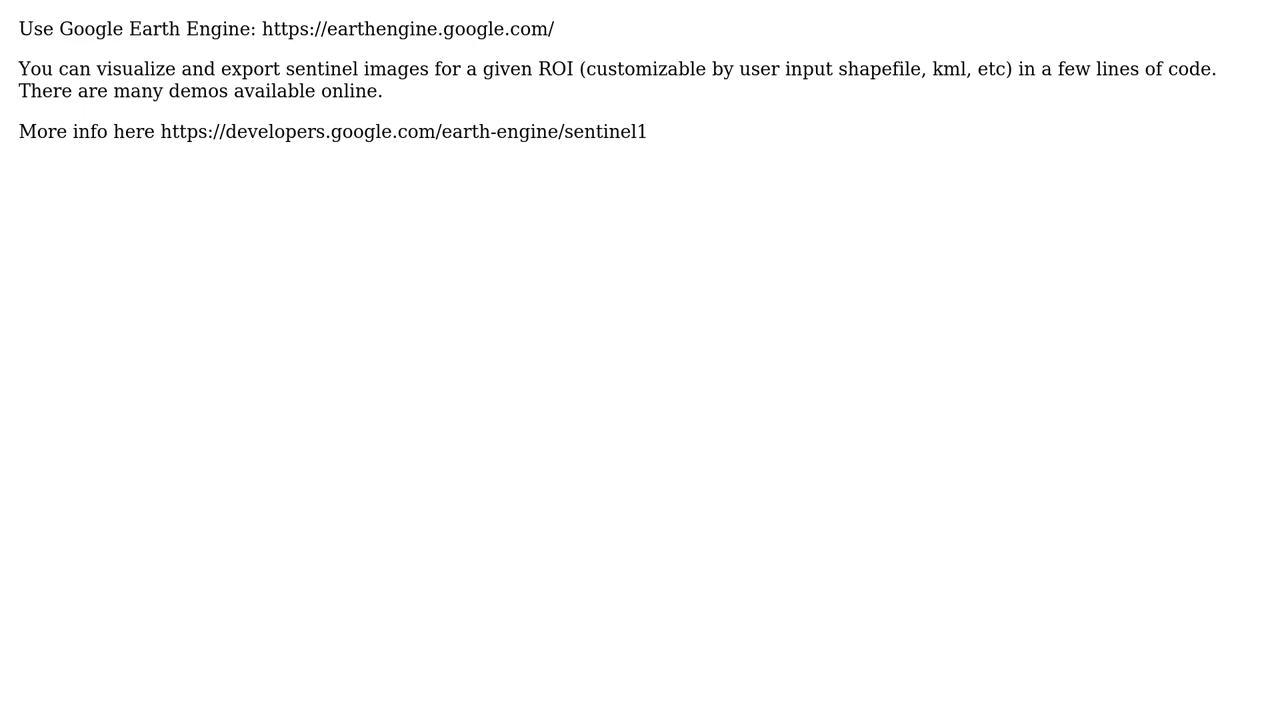 Use Google Earth Engine: https://earthengine.google.com/
You can visualize and export sentinel images for a given ROI (customizable by user input shapefile, kml, etc) in a few lines of code.
There are many demos available online.
More info here https://developers.google.com/earth-engine/sentinel1